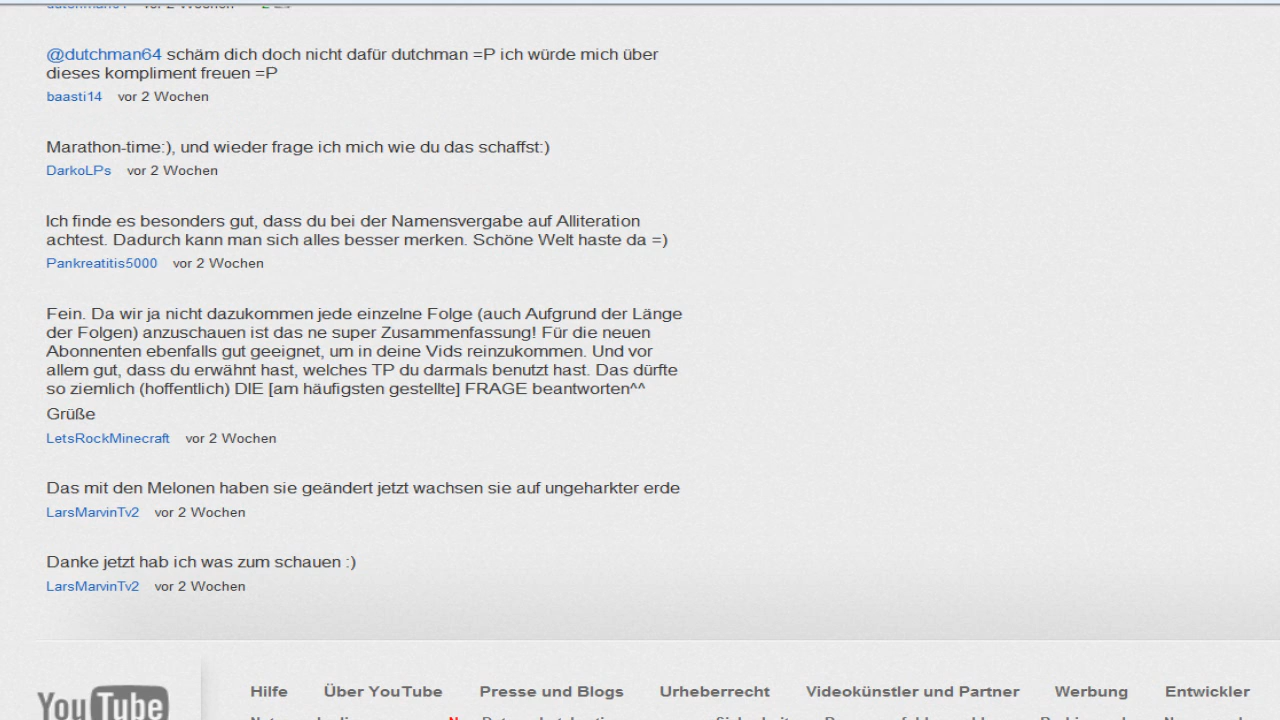 @dutchman64 schäm dich doch nicht dafür dutchman =P ich würde mich über
dieses kompliment freuen =P
baasti14 vor 2 Wochen
Marathon-time:), und wieder frage ich mich wie du das schaffst:)
DarkoLPs vor 2 Wochen
Ich finde es besonders gut, dass du bei der Namensvergabe auf Alliteration
achtest. Dadurch kann man sich alles besser merken. Schöne Welt haste da =)
Pankreatitis5000 vor 2 Wochen
Fein. Da wir ja nicht dazukommen jede einzelne Folge (auch Aufgrund der Länge
der Folgen) anzuschauen ist das ne super Zusammenfassung! Für die neuen
Abonnenten ebenfalls gut geeignet, um in deine Vids reinzukommen. Und vor
allem gut, dass du erwähnt hast, welches TP du darmals benutzt hast. Das dürfte
so ziemlich (hoffentlich) DIE [am häufigsten gestellte] FRAGE beantworten^^
Grüße
LetsRockMinecraft vor 2 Wochen
Das mit den Melonen haben sie geändert jetzt wachsen sie auf ungeharkter erde
LarsMarvinTv2 vor 2 Wochen
Danke jetzt hab ich was zum schauen :)
LarsMarvinTv2 vor 2 Wochen
YouTube Hilfe Über YouTube Presse und Blogs Urheberrecht Videokünstler und Partner Werbung Entwickler